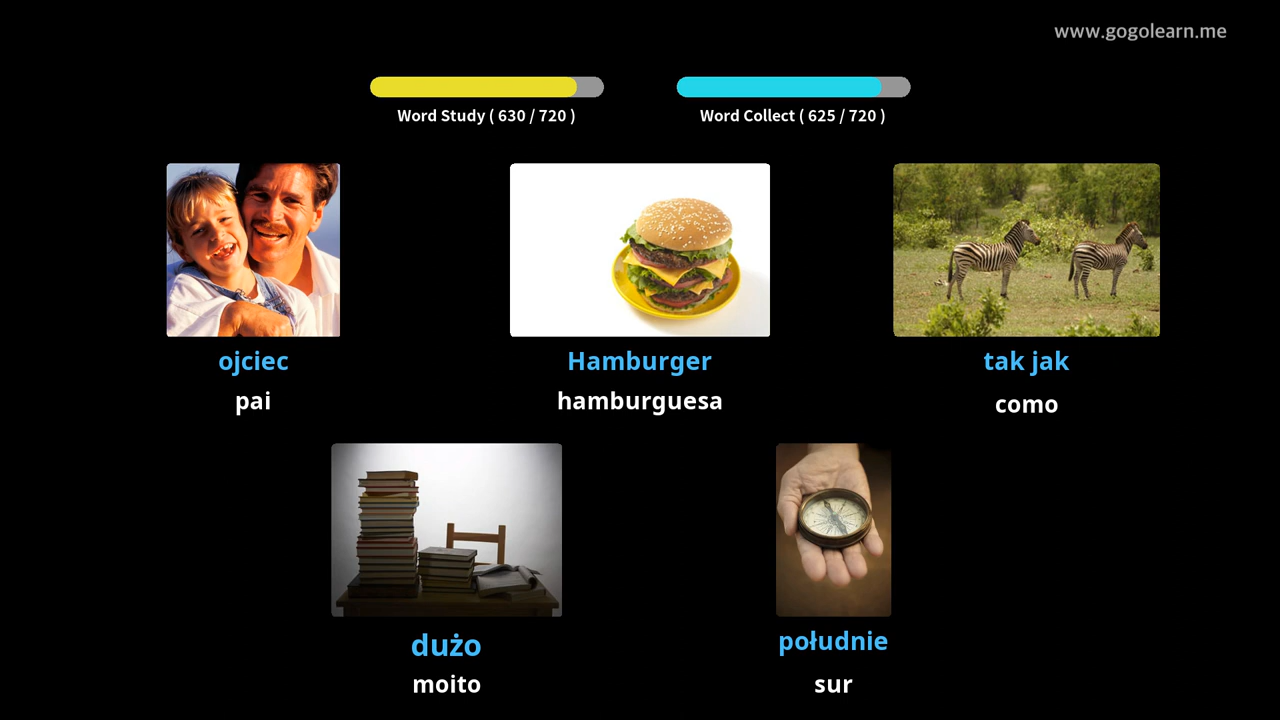 www.gogolearn.me
Word Study ( 630 / 720 )
Word Collect ( 625 / 720 )
ojciec
pai
Hamburger
hamburguesa
tak jak
como
dużo
moito
południe
sur